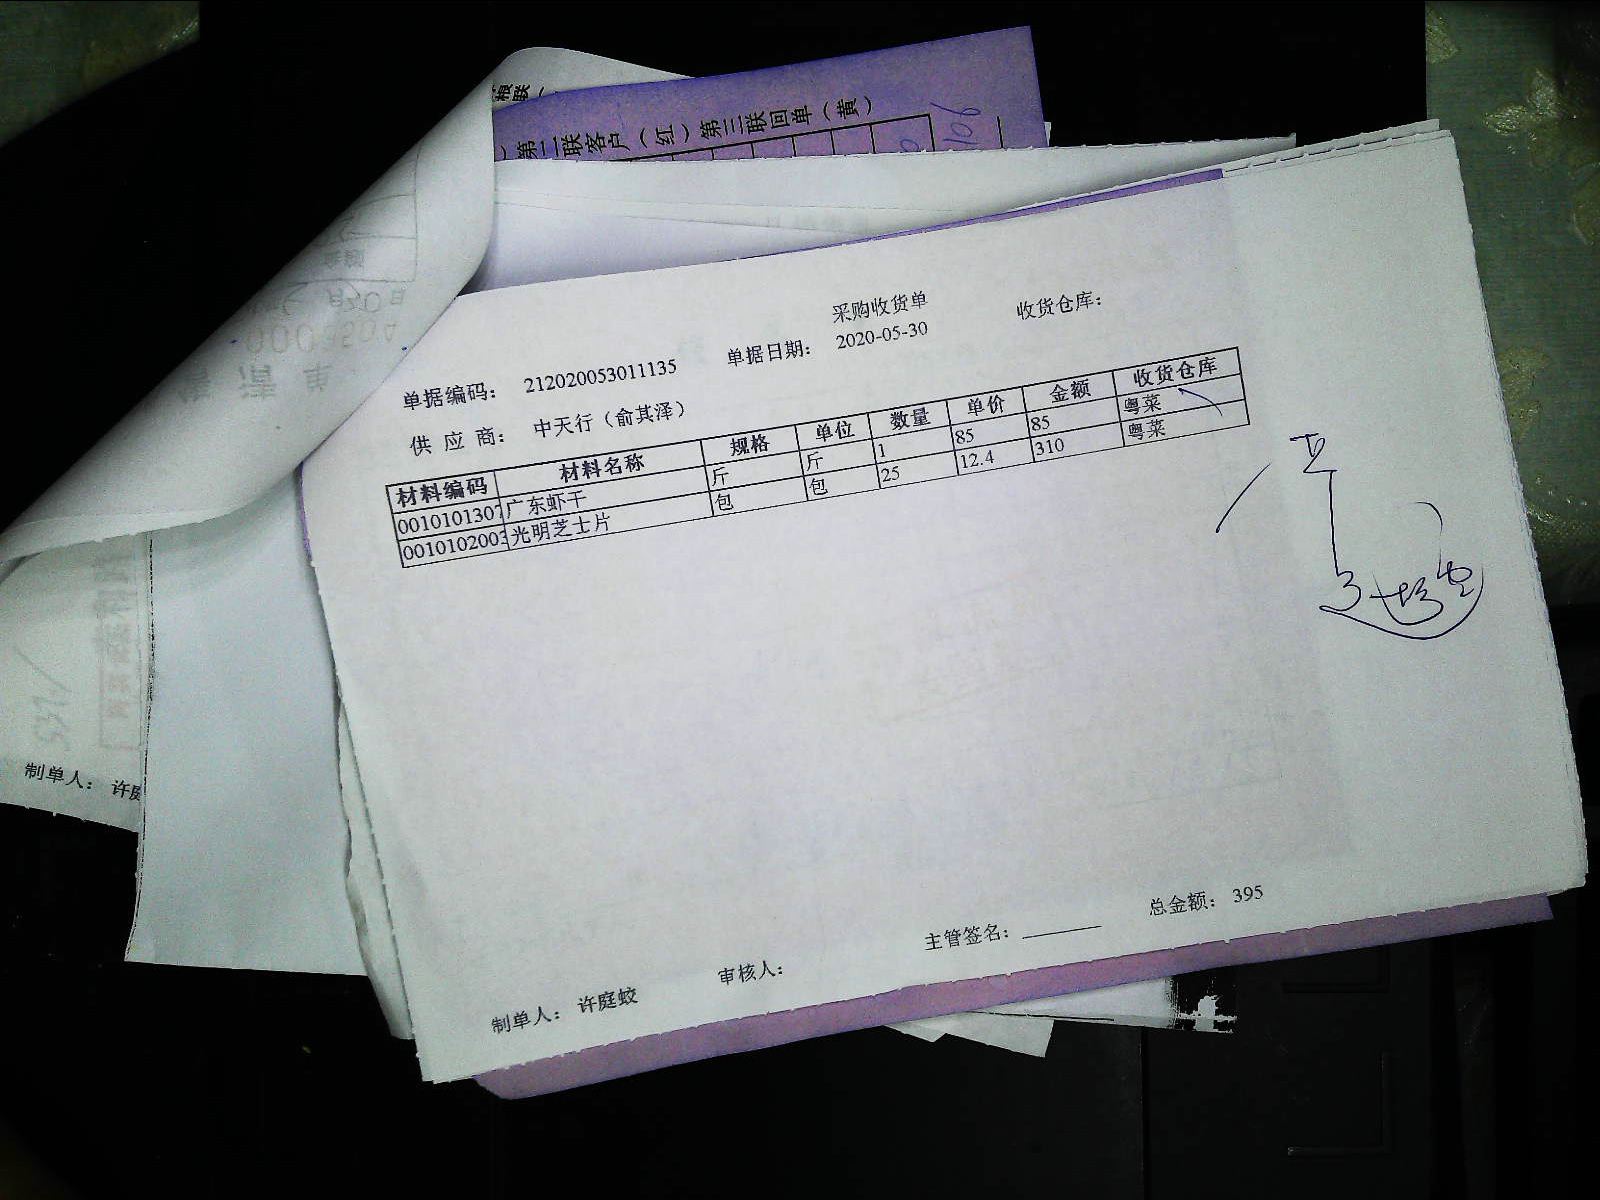 第二联客户（红）第三联回单（黄）
采购收货单
单据编码： 212020053011135 单据日期： 2020-05-30 收货仓库：
供 应 商： 中天行（俞其泽）
材料编码 材料名称 规格 单位 数量 单价 金额 收货仓库
0010101307 广东虾干 斤 斤 1 85 85 粤菜
0010102003 光明芝士片 包 包 25 12.4 310 粤菜
总金额： 395
主管签名：
审核人：
制单人： 许庭蛟
制单人： 许庭